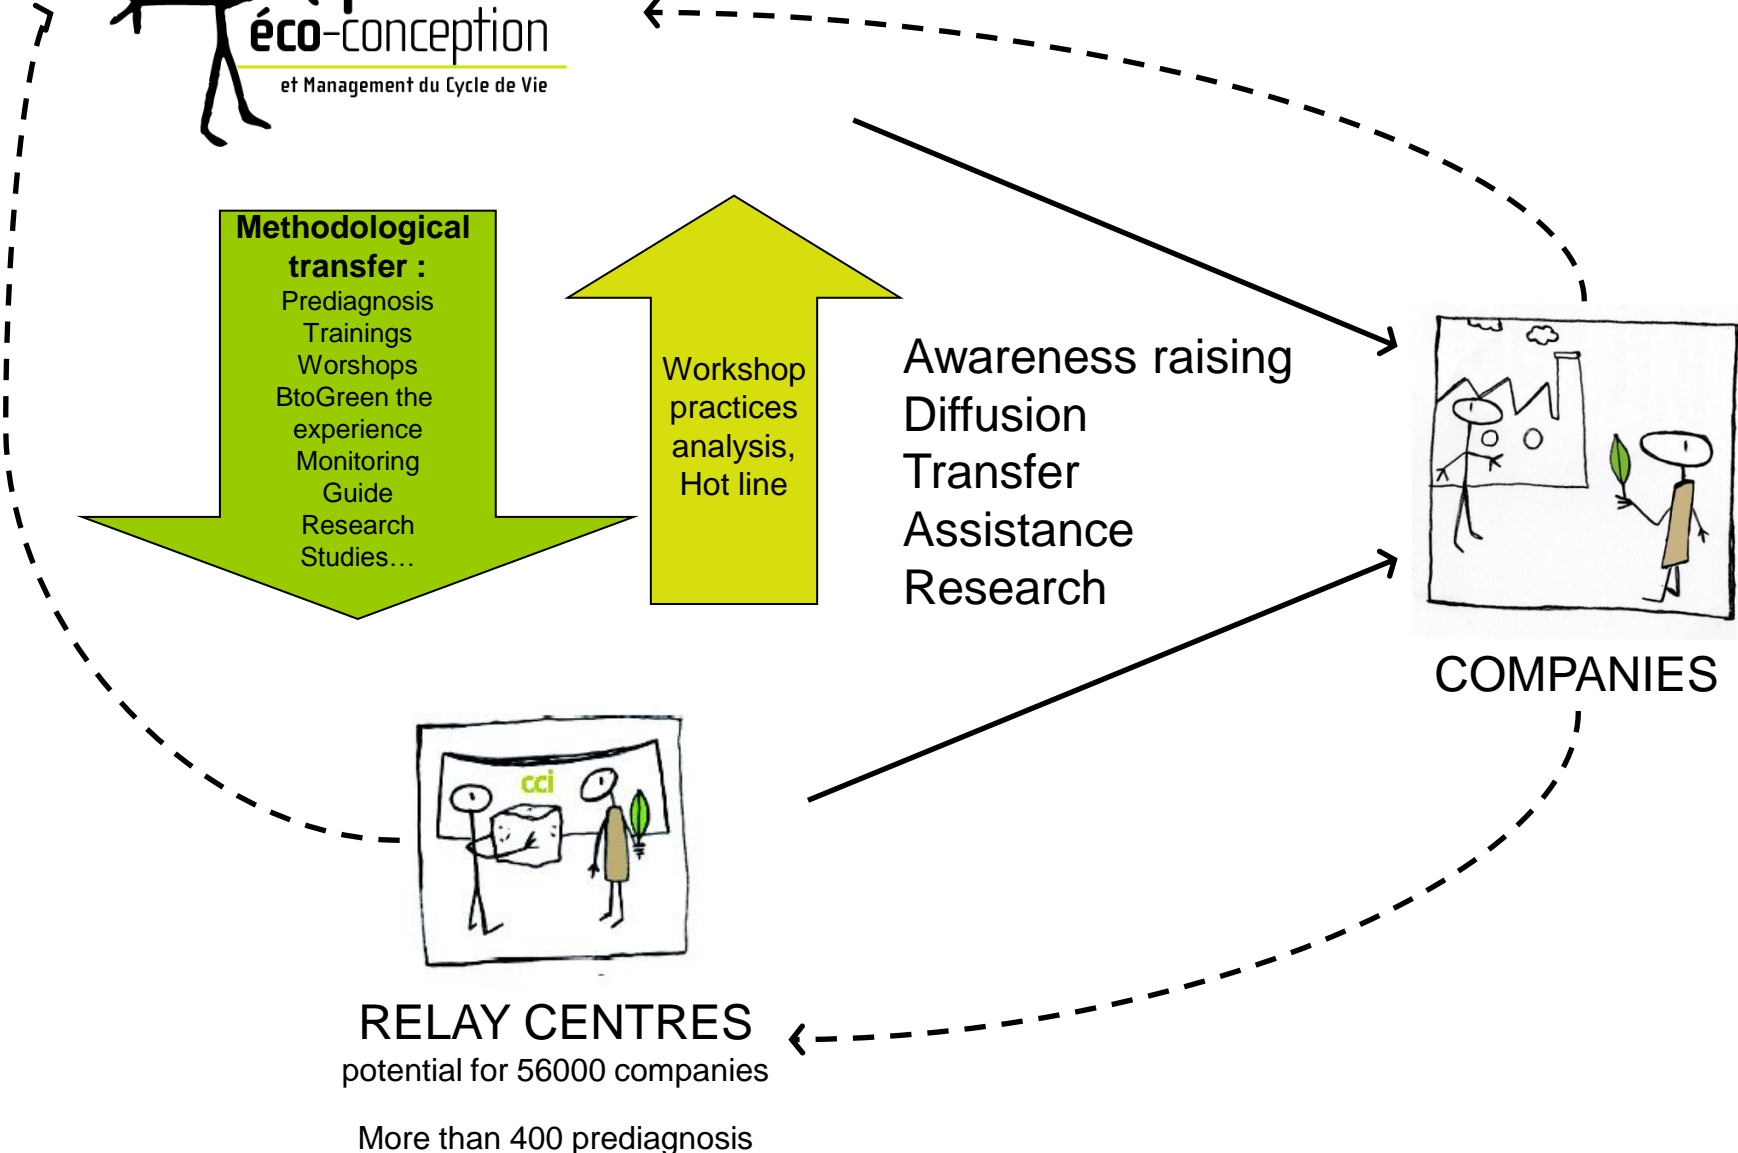 éco-conception
et Management du Cycle de Vie
Methodological
transfer :
Prediagnosis
Trainings
Worshops
BtoGreen the
experience
Monitoring
Guide
Research
Studies…
Workshop
practices
analysis,
Hot line
Awareness raising
Diffusion
Transfer
Assistance
Research
COMPANIES
cci
RELAY CENTRES
potential for 56000 companies
More than 400 prediagnosis